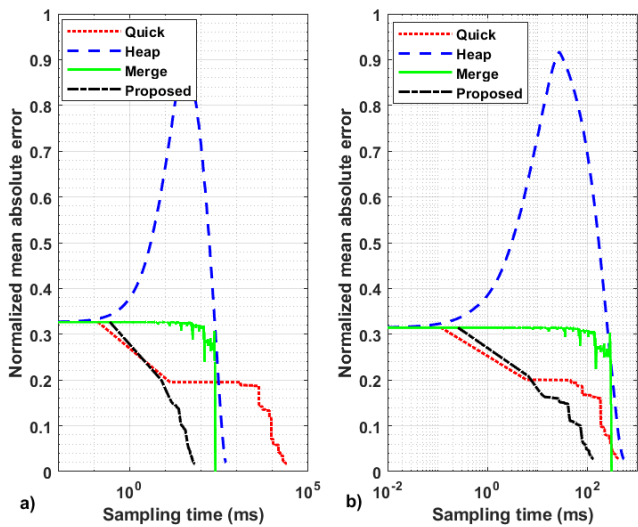 Normalized mean absolute error
1
0.9
0.8
0.7
0.6
0.5
0.4
0.3
0.2
0.1
0
Quick
Heap
Merge
Proposed
10^0
10^5
a)
Sampling time (ms)
Normalized mean absolute error
1
0.9
0.8
0.7
0.6
0.5
0.4
0.3
0.2
0.1
0
Quick
Heap
Merge
Proposed
10^-2
10^0
10^2
b)
Sampling time (ms)